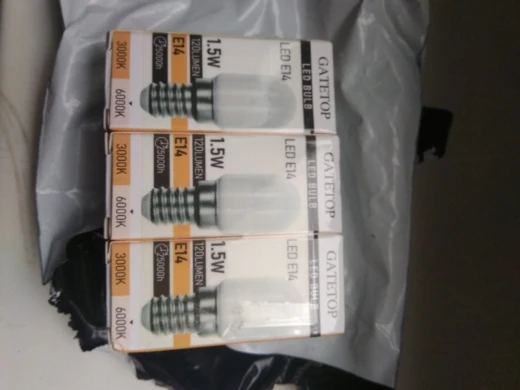 GATETOP
LED BULB
LED E14
1.5W
120LUMEN
E14
25000h
3000K
6000K
GATETOP
LED BULB
LED E14
1.5W
120LUMEN
E14
25000h
3000K
6000K
GATETOP
LED BULB
LED E14
1.5W
120LUMEN
E14
25000h
3000K
6000K